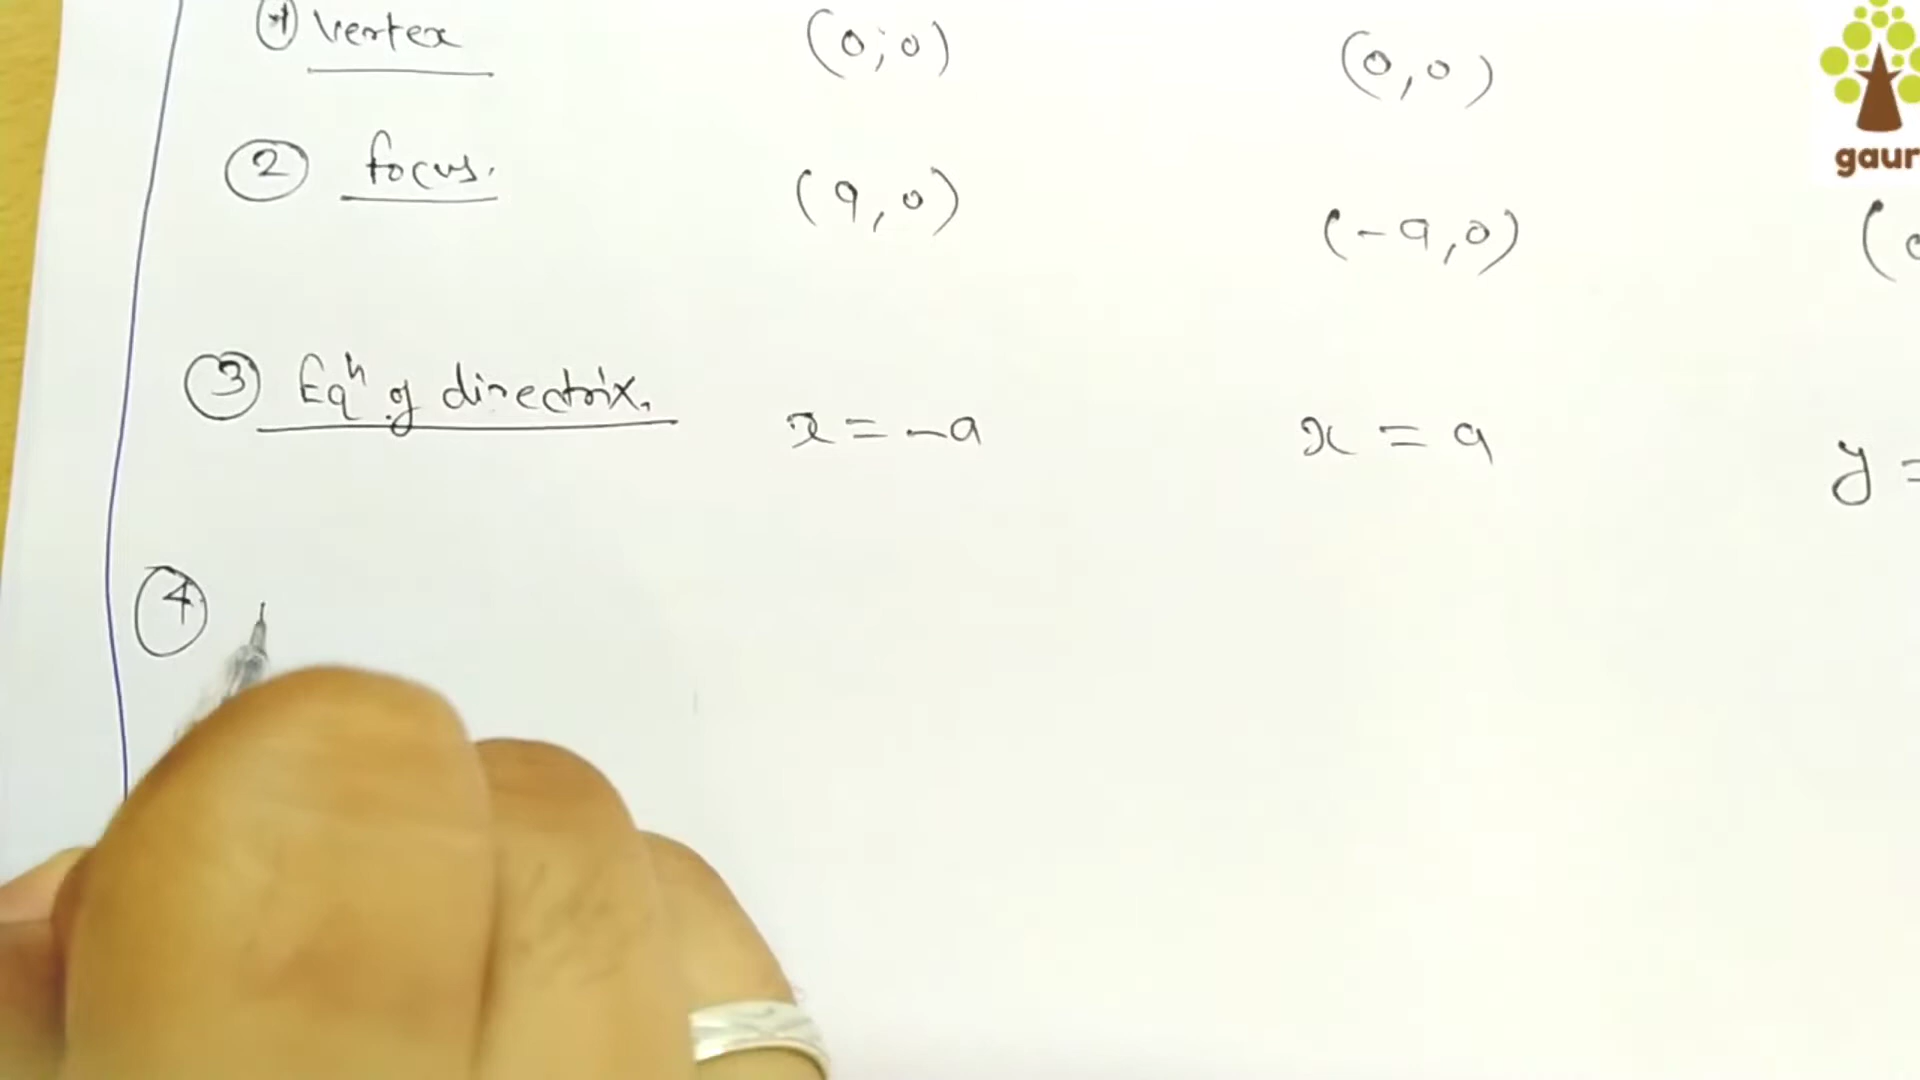 1 Vertex (0,0) (0,0)
2 focus. (a,0) (-a,0) (
3 Eqn of directrix. x = -a x = a y =
4
gaur